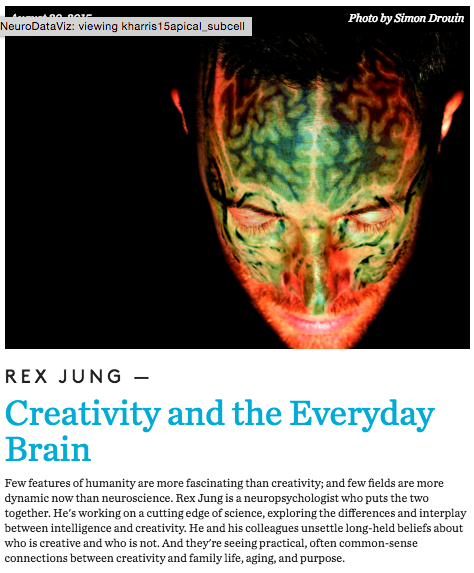 August 20, 2015
Photo by Simon Drouin
NeuroDataViz: viewing kharris15apical_subcell
REX JUNG —
Creativity and the Everyday
Brain
Few features of humanity are more fascinating than creativity; and few fields are more
dynamic now than neuroscience. Rex Jung is a neuropsychologist who puts the two
together. He's working on a cutting edge of science, exploring the differences and interplay
between intelligence and creativity. He and his colleagues unsettle long-held beliefs about
who is creative and who is not. And they're seeing practical, often common-sense
connections between creativity and family life, aging, and purpose.